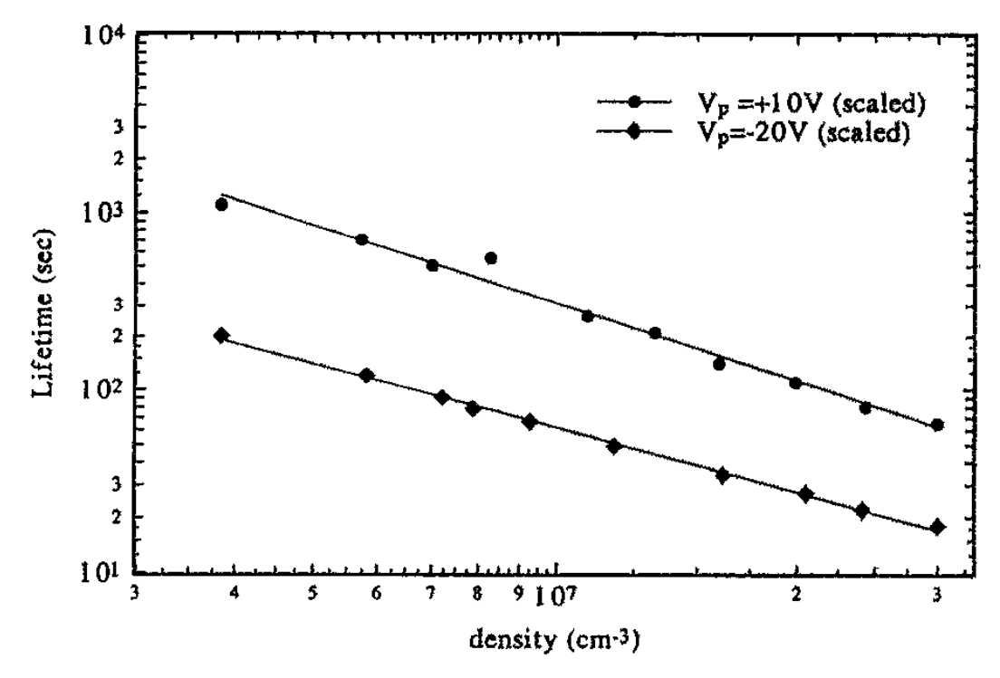 10⁴
3
2
10³
3
2
10²
3
2
10¹
Lifetime (sec)
V_p =+10V (scaled)
V_p=-20V (scaled)
3 4 5 6 7 8 9 10⁷ 2 3
density (cm-³)